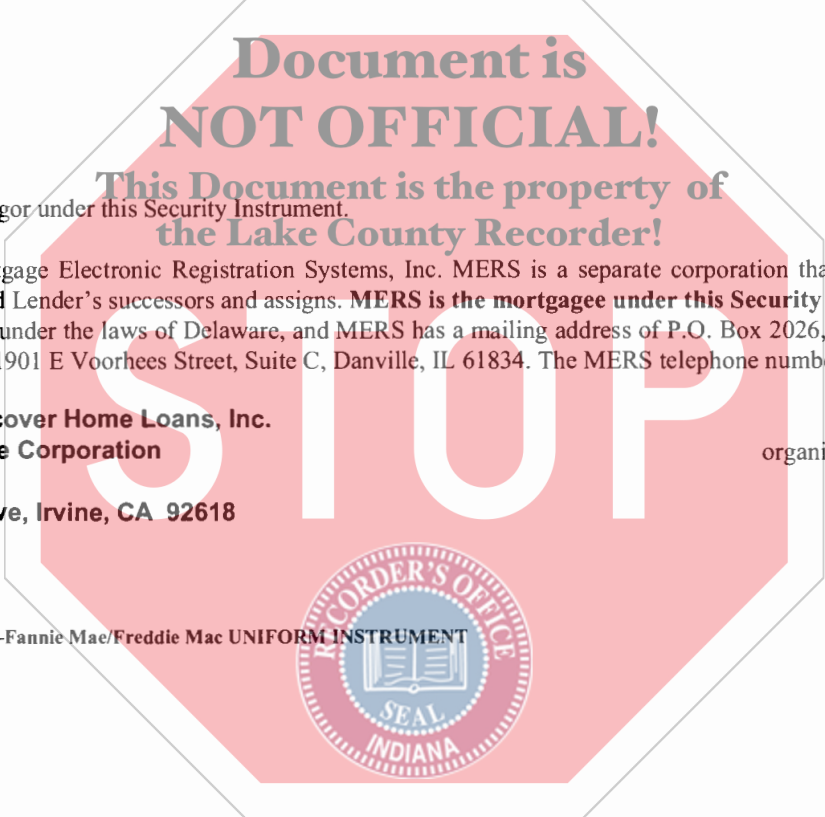 Document is
NOT OFFICIAL!
This Document is the property of
gor under this Security Instrument.
the Lake County Recorder!
gage Electronic Registration Systems, Inc. MERS is a separate corporation tha
Lender's successors and assigns. MERS is the mortgagee under this Security
under the laws of Delaware, and MERS has a mailing address of P.O. Box 2026,
1901 E Voorhees Street, Suite C, Danville, IL 61834. The MERS telephone numb
STOP
cover Home Loans, Inc.
e Corporation
organi
ve, Irvine, CA 92618
RECORDER'S OFFICE
-Fannie Mae/Freddie Mac UNIFORM INSTRUMENT
SEAL
INDIANA